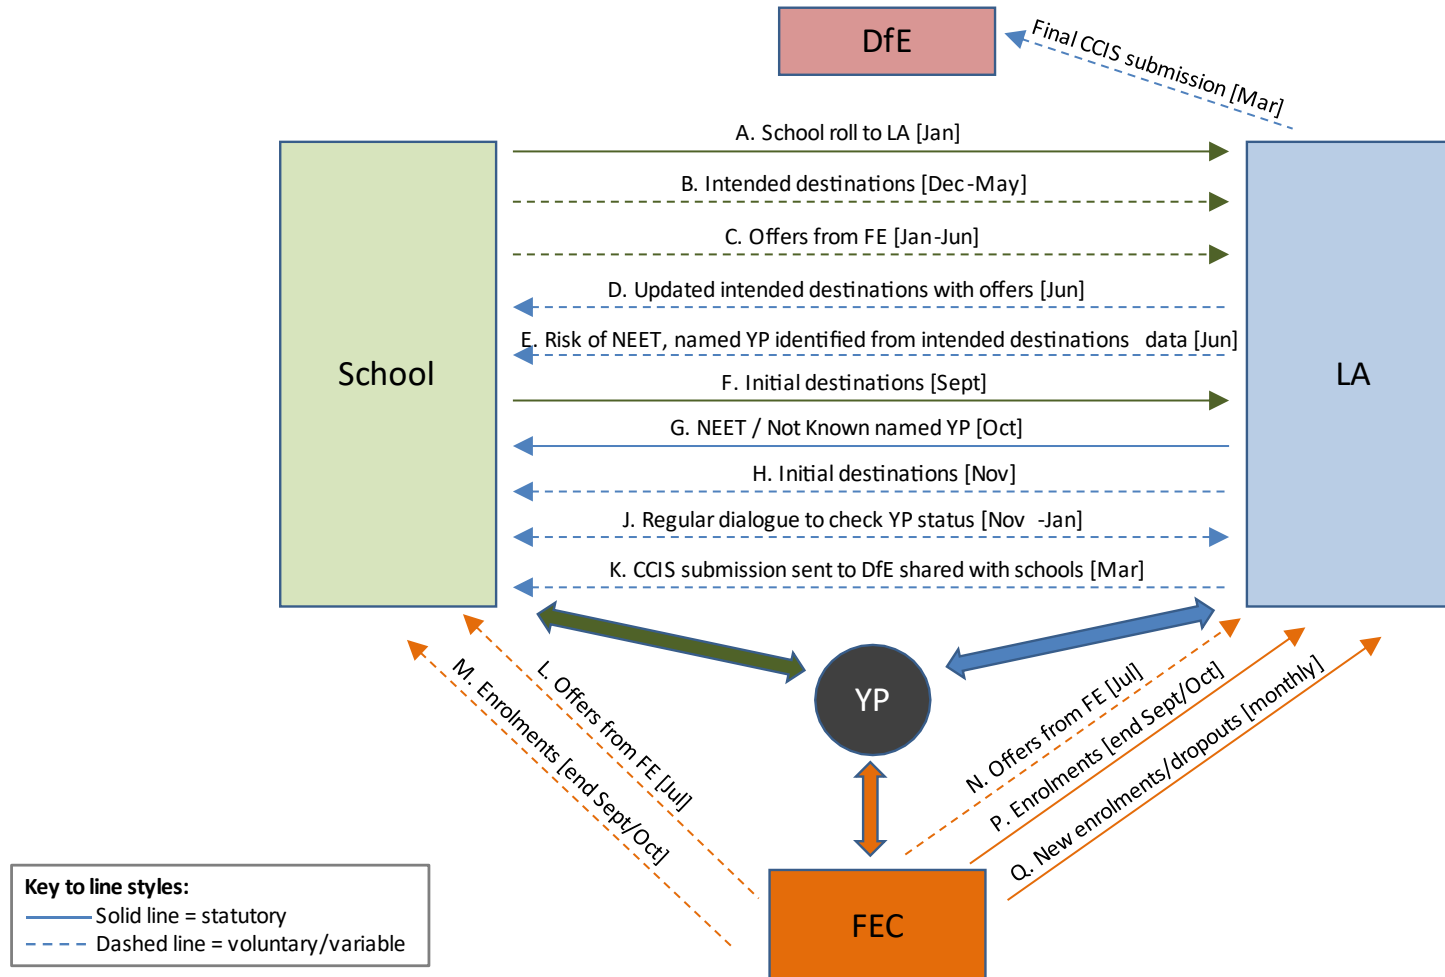 DfE
Final CCIS submission [Mar]
A. School roll to LA [Jan]
B. Intended destinations [Dec-May]
C. Offers from FE [Jan-Jun]
D. Updated intended destinations with offers [Jun]
E. Risk of NEET, named YP identified from intended destinations data [Jun]
School
LA
F. Initial destinations [Sept]
G. NEET / Not Known named YP [Oct]
H. Initial destinations [Nov]
J. Regular dialogue to check YP status [Nov -Jan]
K. CCIS submission sent to DfE shared with schools [Mar]
YP
L. Offers from FE [Jul]
M. Enrolments [end Sept/Oct]
N. Offers from FE [Jul]
P. Enrolments [end Sept/Oct]
Q. New enrolments/dropouts [monthly]
FEC
Key to line styles:
Solid line = statutory
Dashed line = voluntary/variable